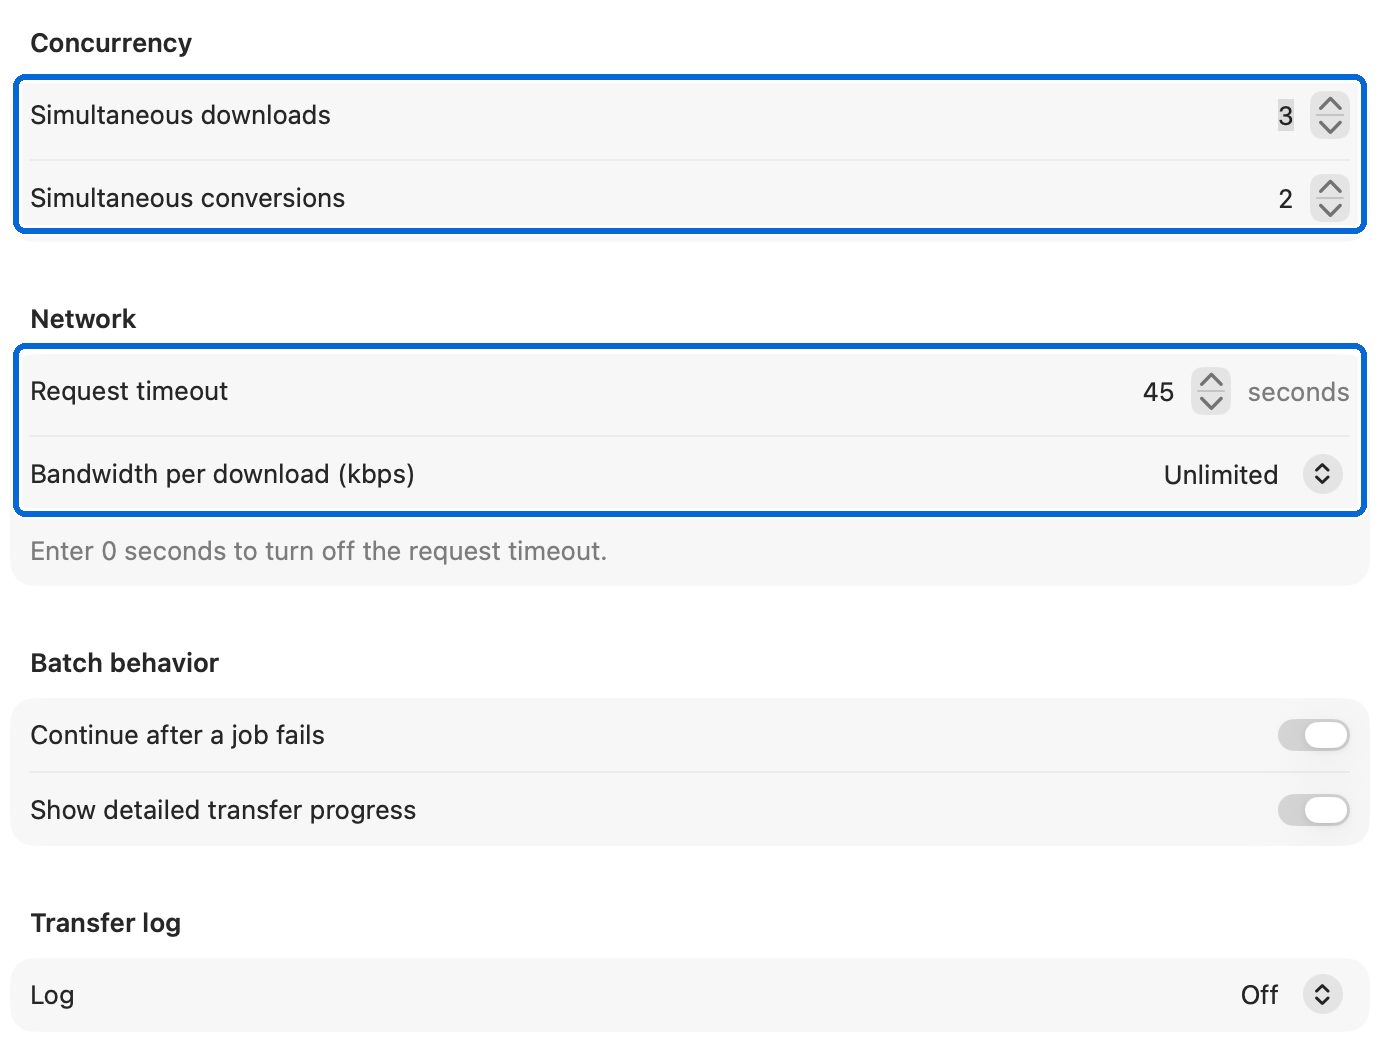 Concurrency
Simultaneous downloads 3
Simultaneous conversions 2
Network
Request timeout 45 seconds
Bandwidth per download (kbps) Unlimited
Enter 0 seconds to turn off the request timeout.
Batch behavior
Continue after a job fails
Show detailed transfer progress
Transfer log
Log Off